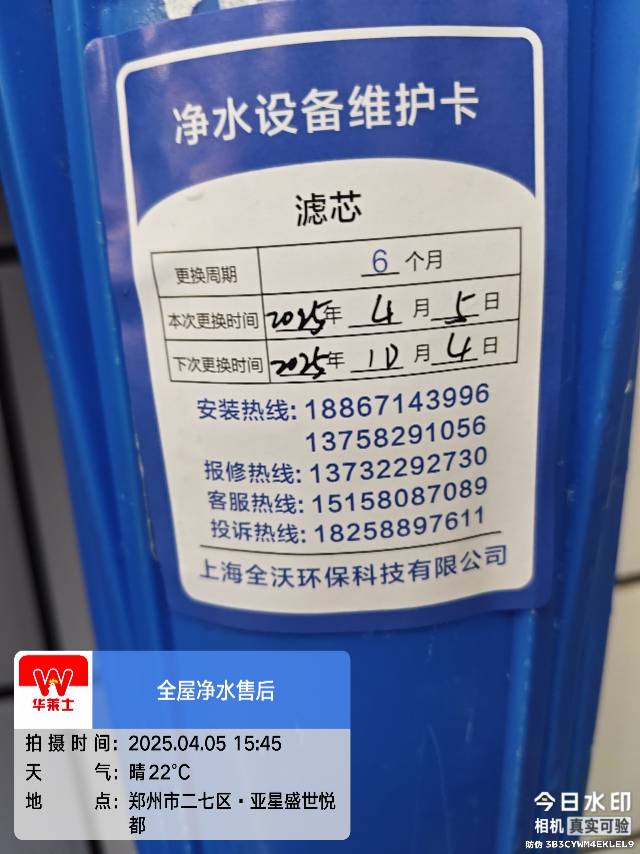 净水设备维护卡
滤芯
更换周期 6 个月
本次更换时间 2025年 4 月 5 日
下次更换时间 2025年 10 月 4 日
安装热线: 18867143996
13758291056
报修热线: 13732292730
客服热线: 15158087089
投诉热线: 18258897611
上海全沃环保科技有限公司
华莱士
全屋净水售后
拍摄时间: 2025.04.05 15:45
天气: 晴 22℃
地点: 郑州市二七区·亚星盛世悦
都
今日水印
相机 真实可验
防伪 3B3CYWM4EKLEL9